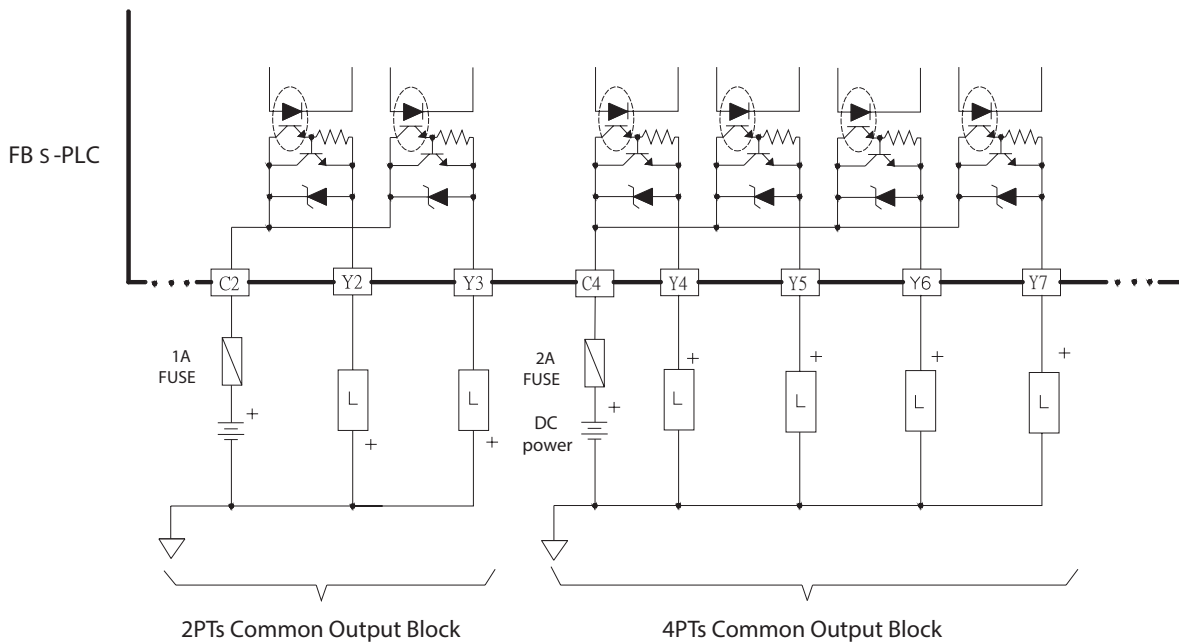 FB s -PLC
C2
Y2
Y3
C4
Y4
Y5
Y6
Y7
1A
FUSE
+
L
+
L
+
2A
FUSE
+
DC
power
+
L
+
L
+
L
+
L
2PTs Common Output Block
4PTs Common Output Block